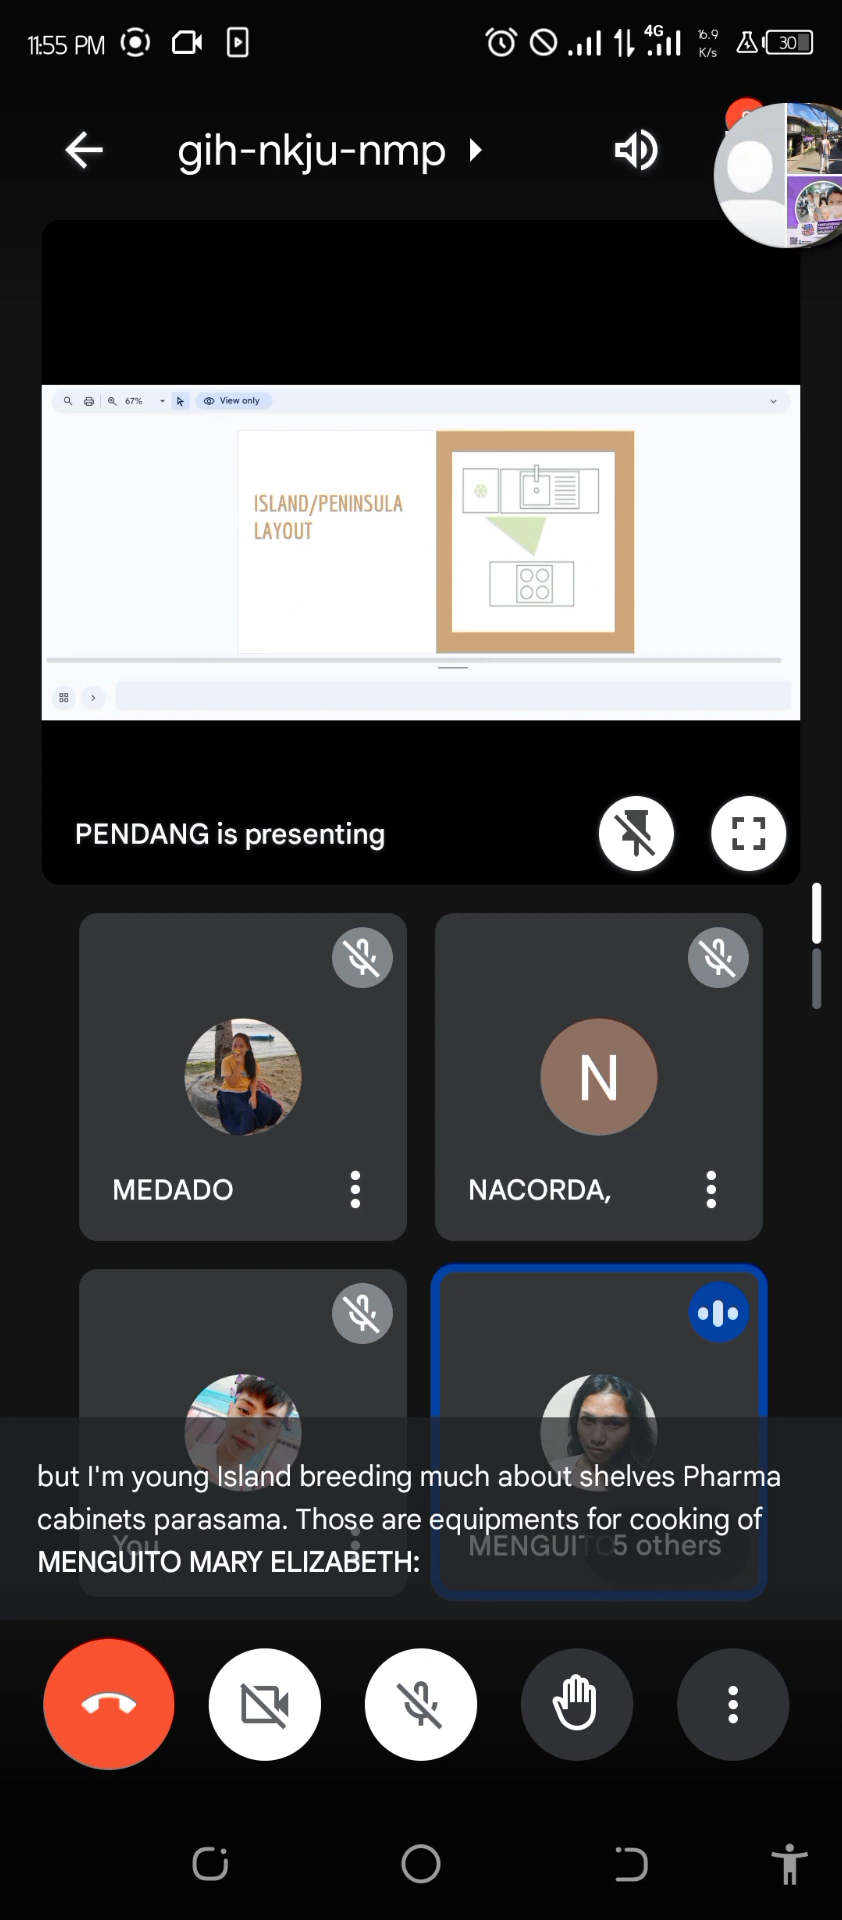 11:55 PM
4G
16.9
K/s
30
gih-nkju-nmp
67%
View only
ISLAND/PENINSULA
LAYOUT
PENDANG is presenting
MEDADO
N
NACORDA,
but I'm young Island breeding much about shelves Pharma
cabinets parasama. Those are equipments for cooking of
MENGUITO MARY ELIZABETH:
You
MENGUITO
5 others